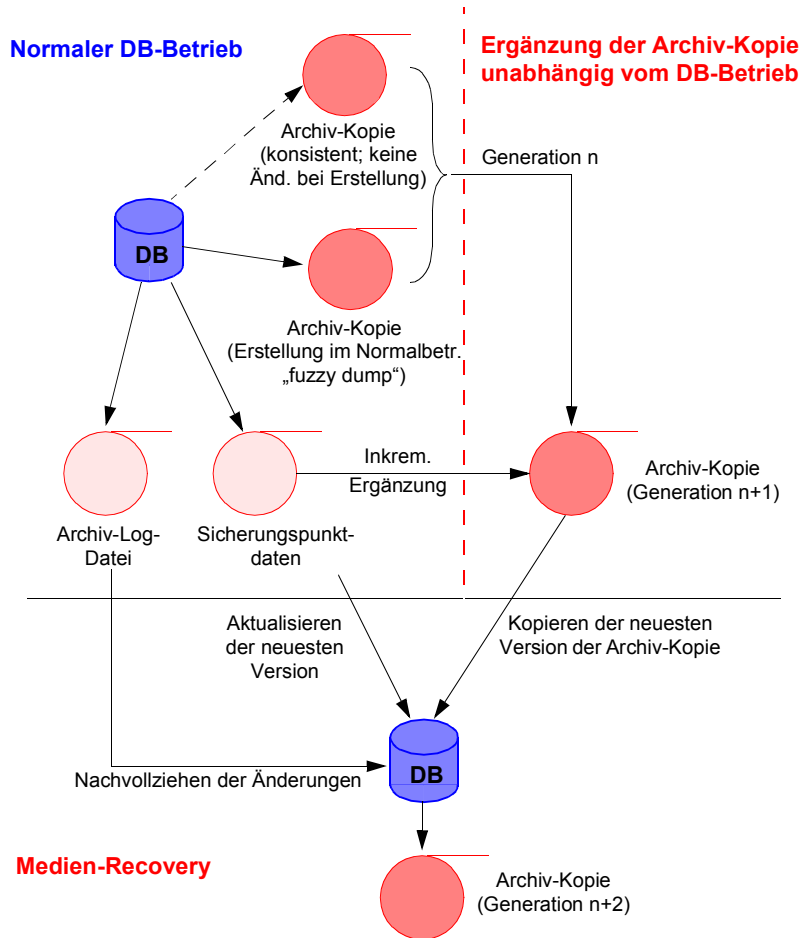 Normaler DB-Betrieb
Ergänzung der Archiv-Kopie
unabhängig vom DB-Betrieb
Archiv-Kopie
(konsistent; keine
Änd. bei Erstellung)
Generation n
DB
Archiv-Kopie
(Erstellung im Normalbetr.
„fuzzy dump“)
Inkrem.
Ergänzung
Archiv-Kopie
(Generation n+1)
Archiv-Log-
Datei
Sicherungspunkt-
daten
Aktualisieren
der neuesten
Version
Kopieren der neuesten
Version der Archiv-Kopie
DB
Nachvollziehen der Änderungen
Medien-Recovery
Archiv-Kopie
(Generation n+2)